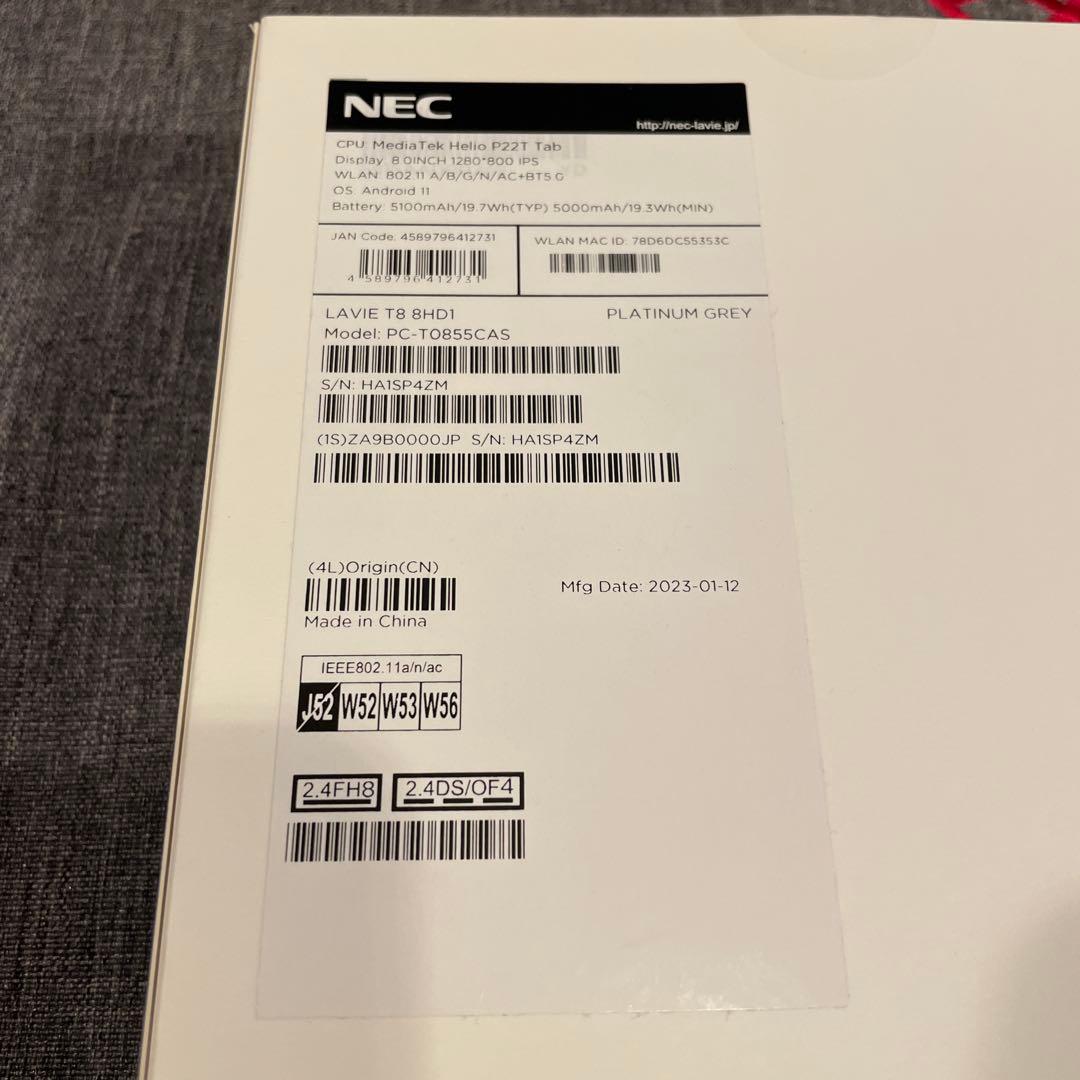 NEC
http://nec-lavie.jp/
CPU: MediaTek Helio P22T Tab
Display: 8.0INCH 1280*800 IPS
WLAN: 802.11 A/B/G/N/AC+BT5.0
OS: Android 11
Battery: 5100mAh/19.7Wh(TYP) 5000mAh/19.3Wh(MIN)
JAN Code: 4589796412731
4 589796 412731
WLAN MAC ID: 78D6DC55353C
LAVIE T8 8HD1 PLATINUM GREY
Model: PC-T0855CAS
S/N: HA1SP4ZM
(1S)ZA9B0000JP S/N: HA1SP4ZM
(4L)Origin(CN)
Mfg Date: 2023-01-12
Made in China
IEEE802.11a/n/ac
J52 W52 W53 W56
2.4FH8 2.4DS/OF4